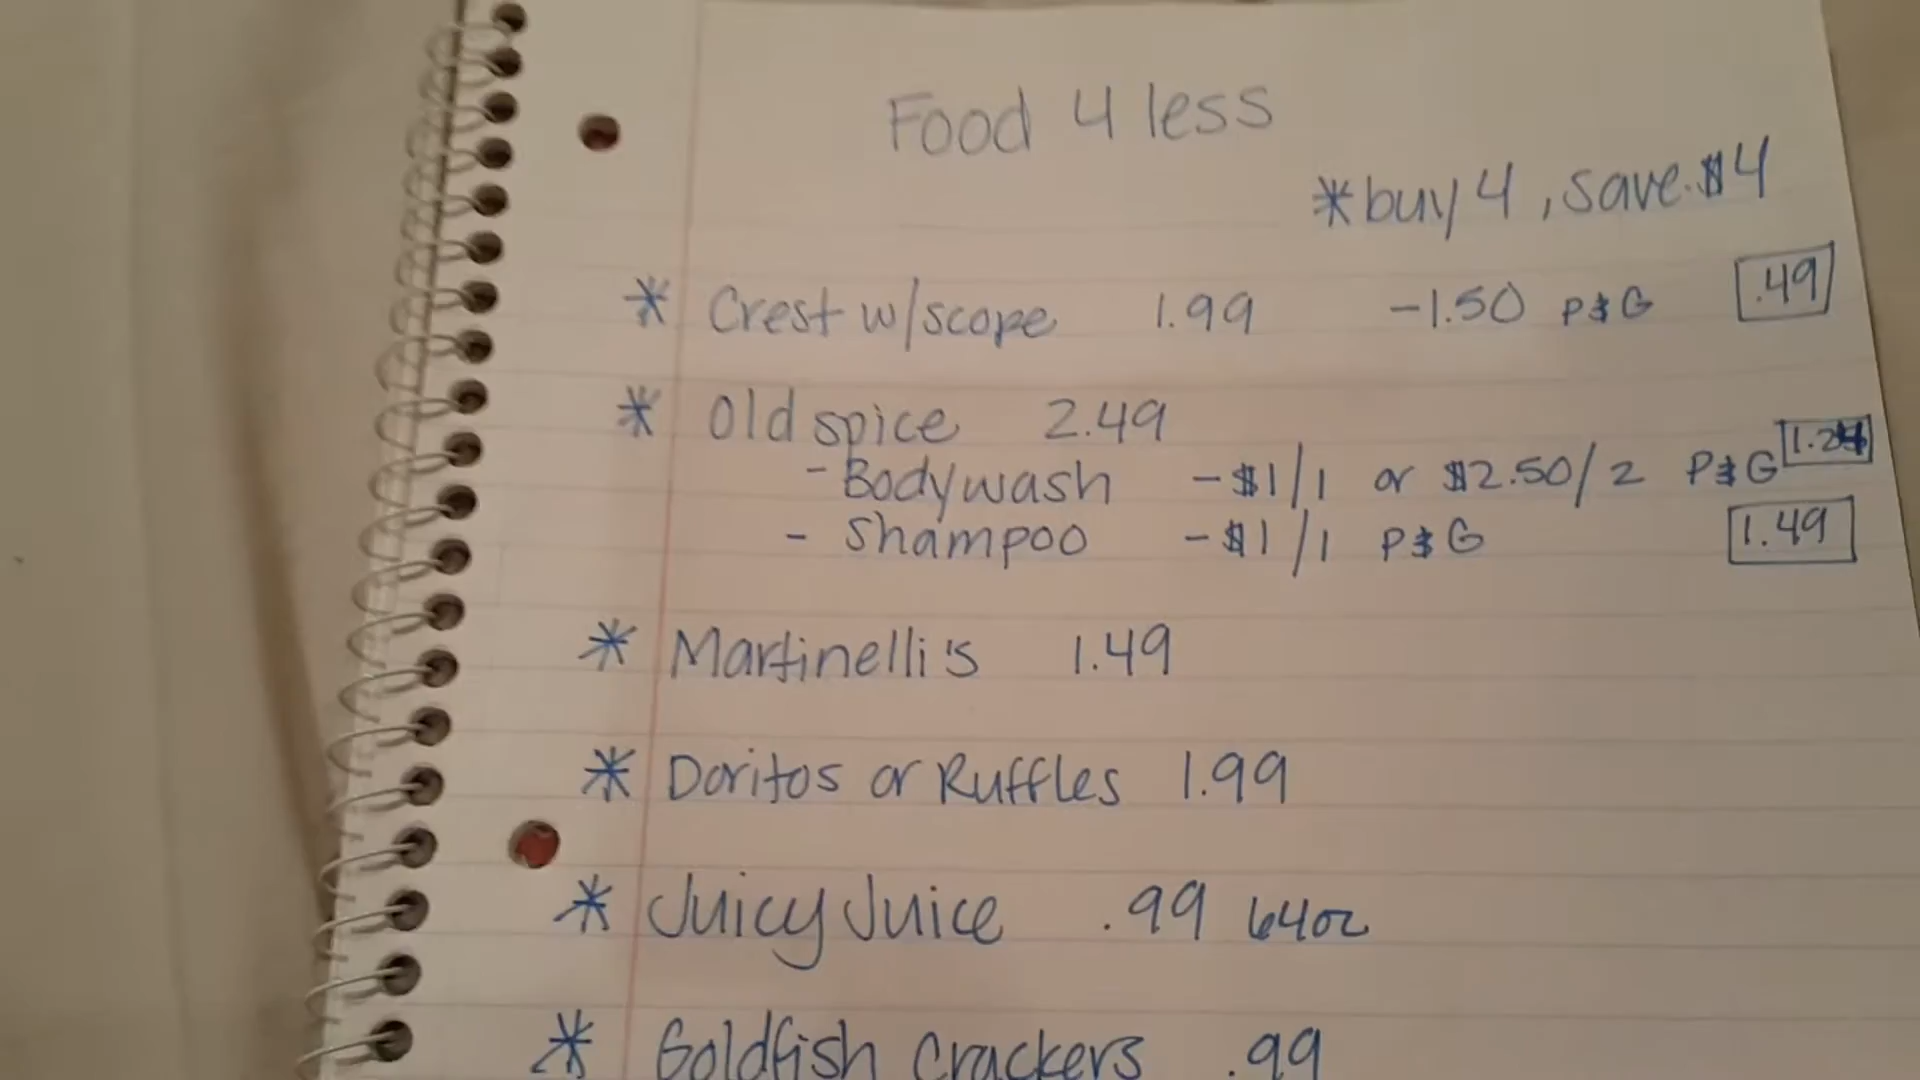 Food 4 less
*buy 4, save $4
* Crest w/scope 1.99 -1.50 P&G .49
* Old spice 2.49
- Bodywash -$1/1 or $2.50/2 P&G 1.24
- Shampoo -$1/1 P&G 1.49
* Martinelli's 1.49
* Doritos or Ruffles 1.99
* Juicy Juice .99 64oz
* Goldfish Crackers .99